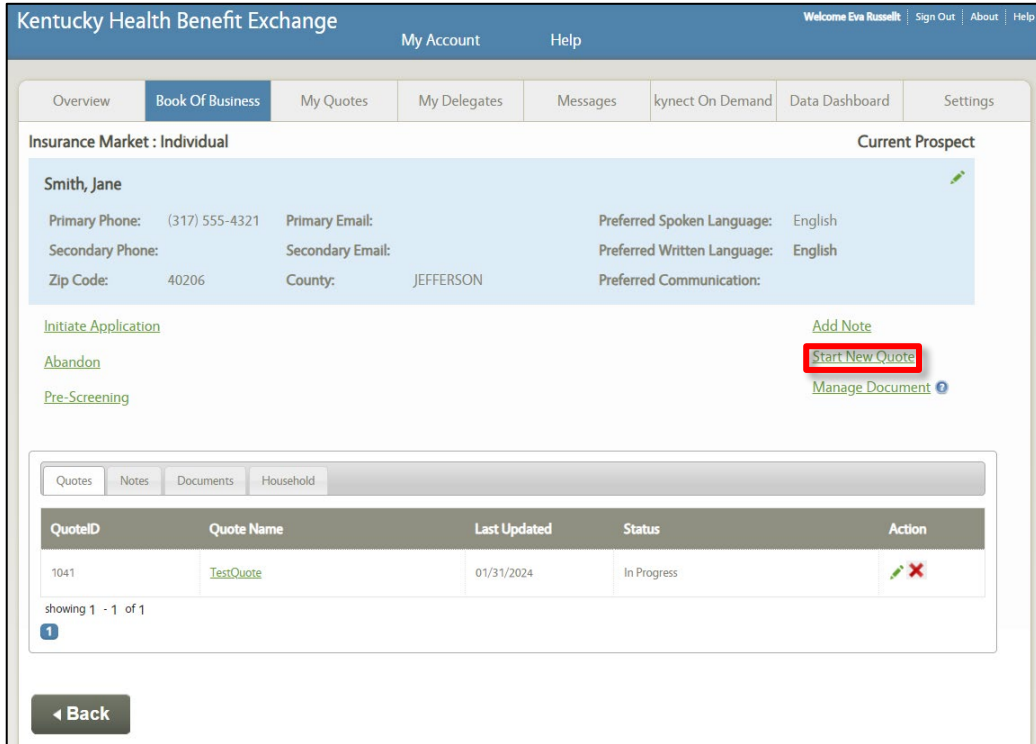 Kentucky Health Benefit Exchange
Welcome Eva Russellt Sign Out About Help
My Account Help
Overview Book Of Business My Quotes My Delegates Messages kynect On Demand Data Dashboard Settings
Insurance Market : Individual Current Prospect
Smith, Jane
Primary Phone: (317) 555-4321 Primary Email: Preferred Spoken Language: English
Secondary Phone: Secondary Email: Preferred Written Language: English
Zip Code: 40206 County: JEFFERSON Preferred Communication:
Initiate Application Add Note
Abandon Start New Quote
Pre-Screening Manage Document ?
Quotes Notes Documents Household
QuoteID Quote Name Last Updated Status Action
1041 TestQuote 01/31/2024 In Progress
showing 1 - 1 of 1
1
Back